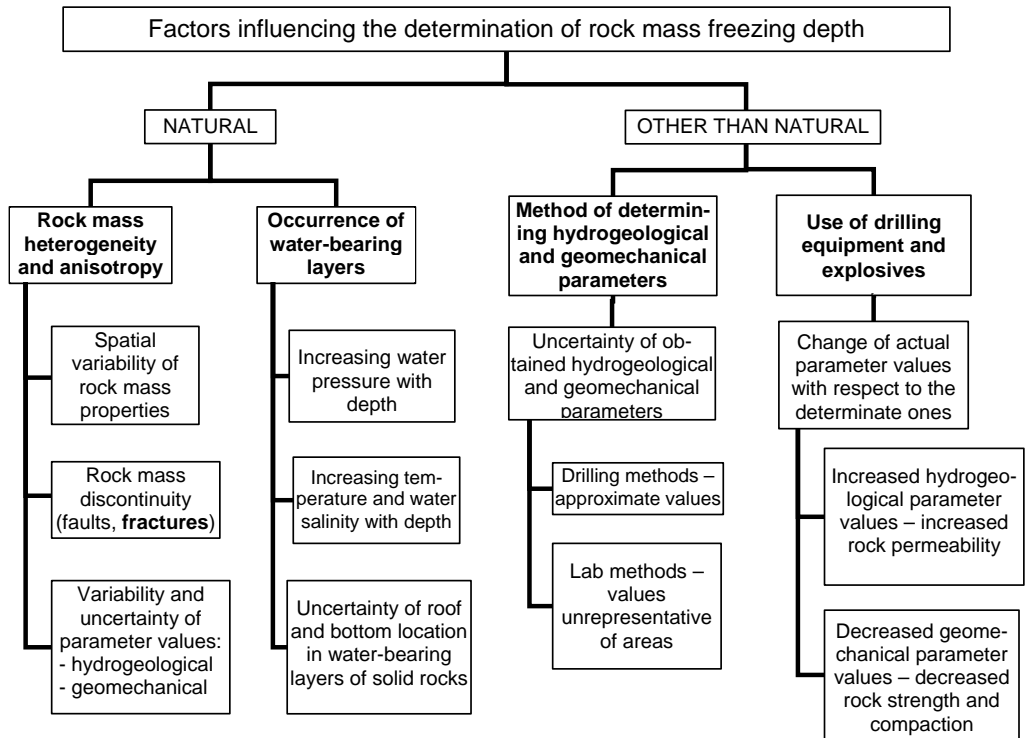 Factors influencing the determination of rock mass freezing depth
NATURAL
OTHER THAN NATURAL
Rock mass
heterogeneity
and anisotropy
Spatial
variability of
rock mass
properties
Rock mass
discontinuity
(faults, fractures)
Variability and
uncertainty of
parameter values:
- hydrogeological
- geomechanical
Occurrence of
water-bearing
layers
Increasing water
pressure with
depth
Increasing tem-
perature and water
salinity with depth
Uncertainty of roof
and bottom location
in water-bearing
layers of solid rocks
Method of determin-
ing hydrogeological
and geomechanical
parameters
Uncertainty of ob-
tained hydrogeological
and geomechanical
parameters
Drilling methods –
approximate values
Lab methods –
values
unrepresentative
of areas
Use of drilling
equipment and
explosives
Change of actual
parameter values
with respect to the
determinate ones
Increased hydrogeo-
logical parameter
values – increased
rock permeability
Decreased geome-
chanical parameter
values – decreased
rock strength and
compaction